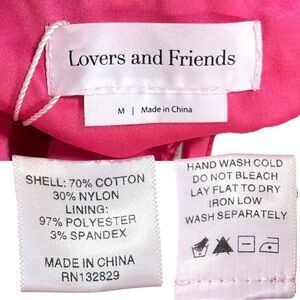 Lovers and Friends
M | Made in China
SHELL: 70% COTTON
30% NYLON
LINING:
97% POLYESTER
3% SPANDEX
MADE IN CHINA
RN132829
HAND WASH COLD
DO NOT BLEACH
LAY FLAT TO DRY
IRON LOW
WASH SEPARATELY